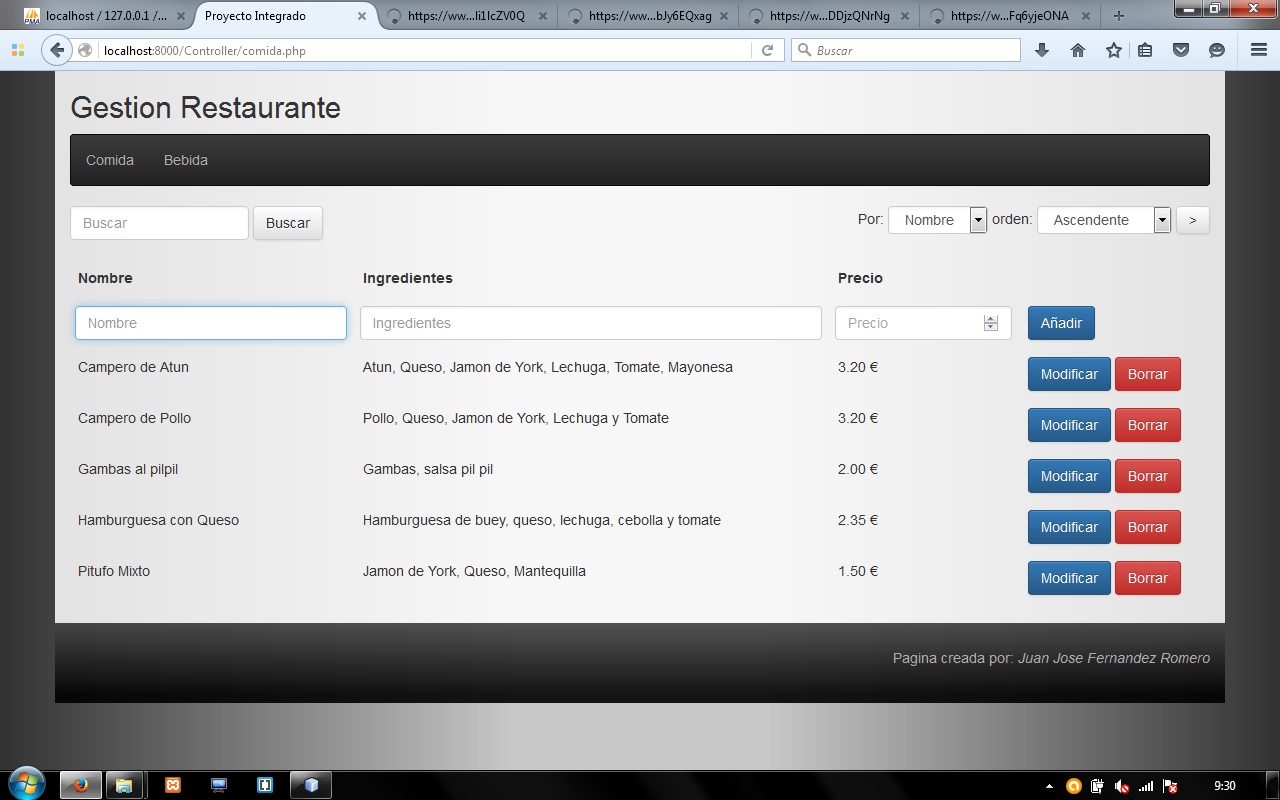 localhost / 127.0.0.1 /...
Proyecto Integrado
https://ww...li1IcZV0Q
https://ww...bJy6EQxag
https://w...DDjzQNrNg
https://w...Fq6yjeONA
localhost:8000/Controller/comida.php
Buscar
Gestion Restaurante
Comida Bebida
Buscar Buscar Por: Nombre orden: Ascendente >
Nombre Ingredientes Precio
Nombre Ingredientes Precio Añadir
Campero de Atun Atun, Queso, Jamon de York, Lechuga, Tomate, Mayonesa 3.20 € Modificar Borrar
Campero de Pollo Pollo, Queso, Jamon de York, Lechuga y Tomate 3.20 € Modificar Borrar
Gambas al pilpil Gambas, salsa pil pil 2.00 € Modificar Borrar
Hamburguesa con Queso Hamburguesa de buey, queso, lechuga, cebolla y tomate 2.35 € Modificar Borrar
Pitufo Mixto Jamon de York, Queso, Mantequilla 1.50 € Modificar Borrar
Pagina creada por: Juan Jose Fernandez Romero
9:30